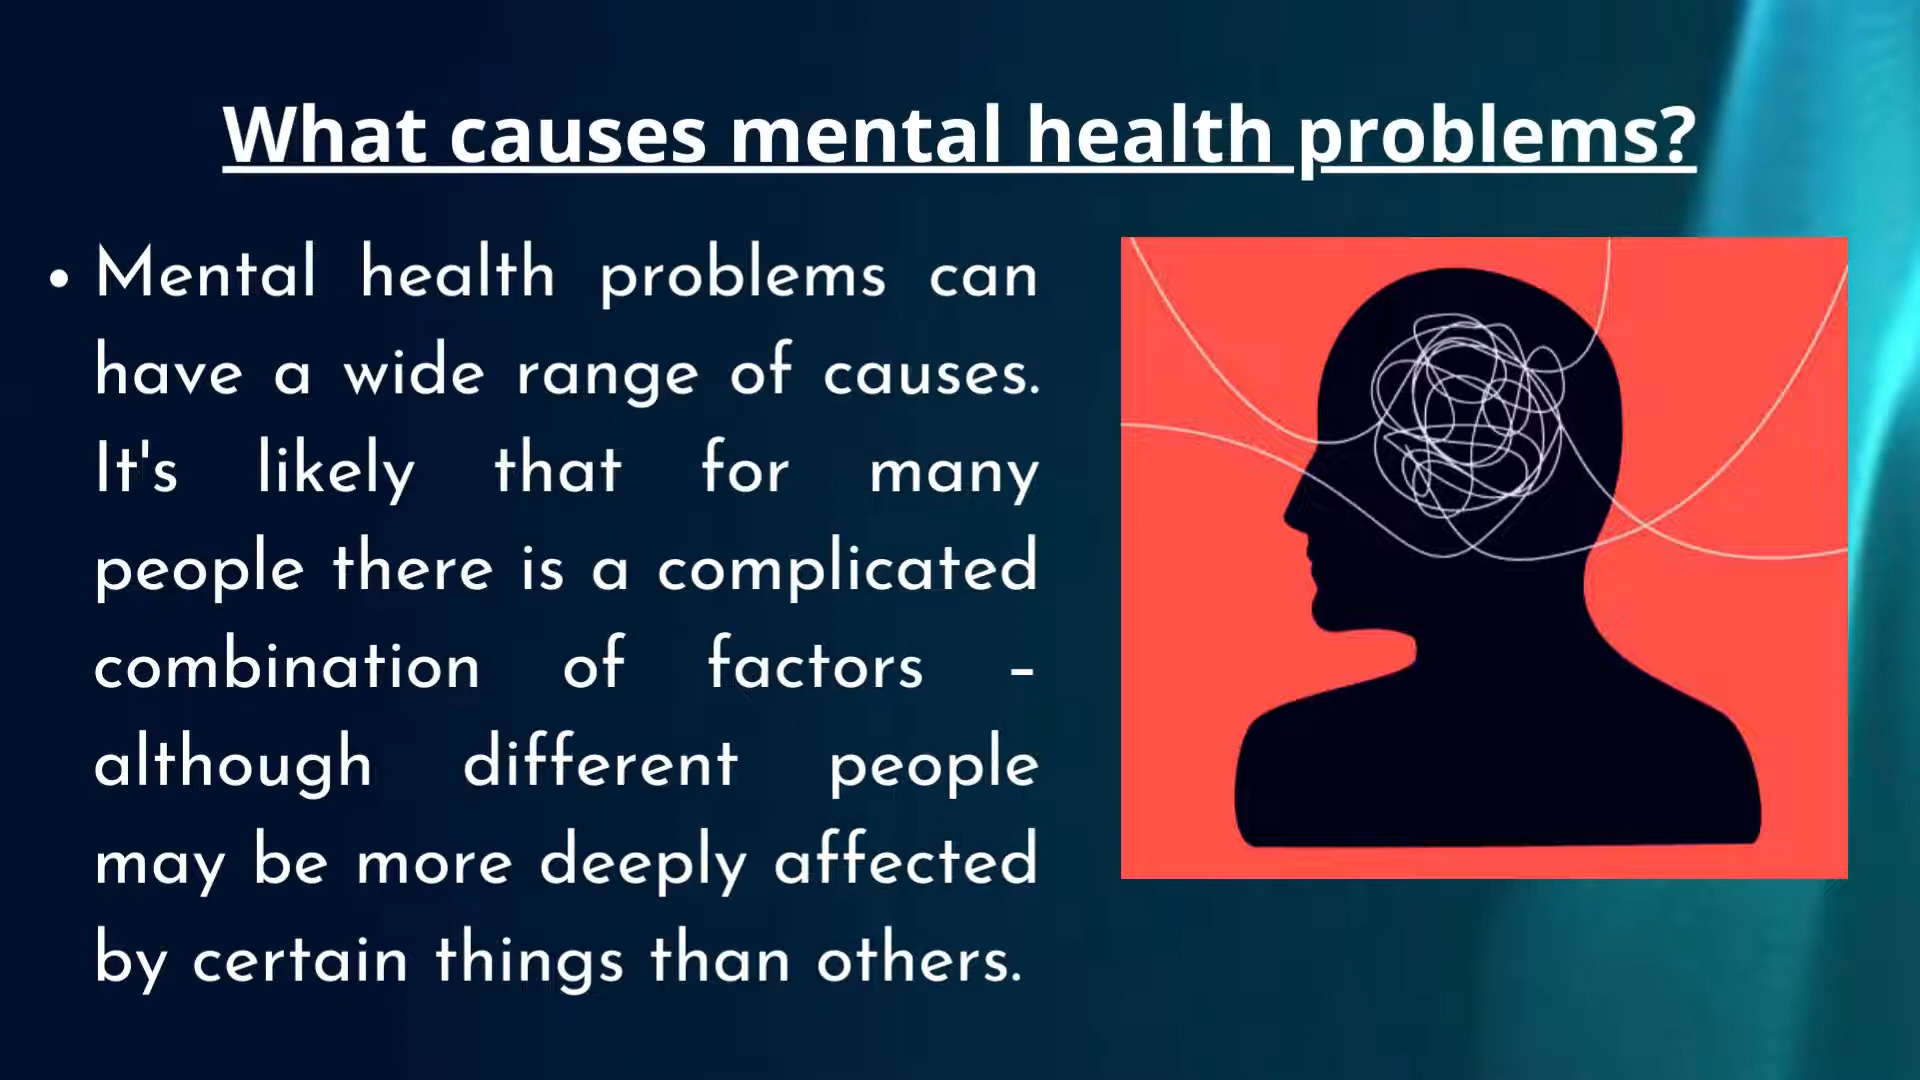 What causes mental health problems?
• Mental health problems can
have a wide range of causes.
It's likely that for many
people there is a complicated
combination of factors –
although different people
may be more deeply affected
by certain things than others.